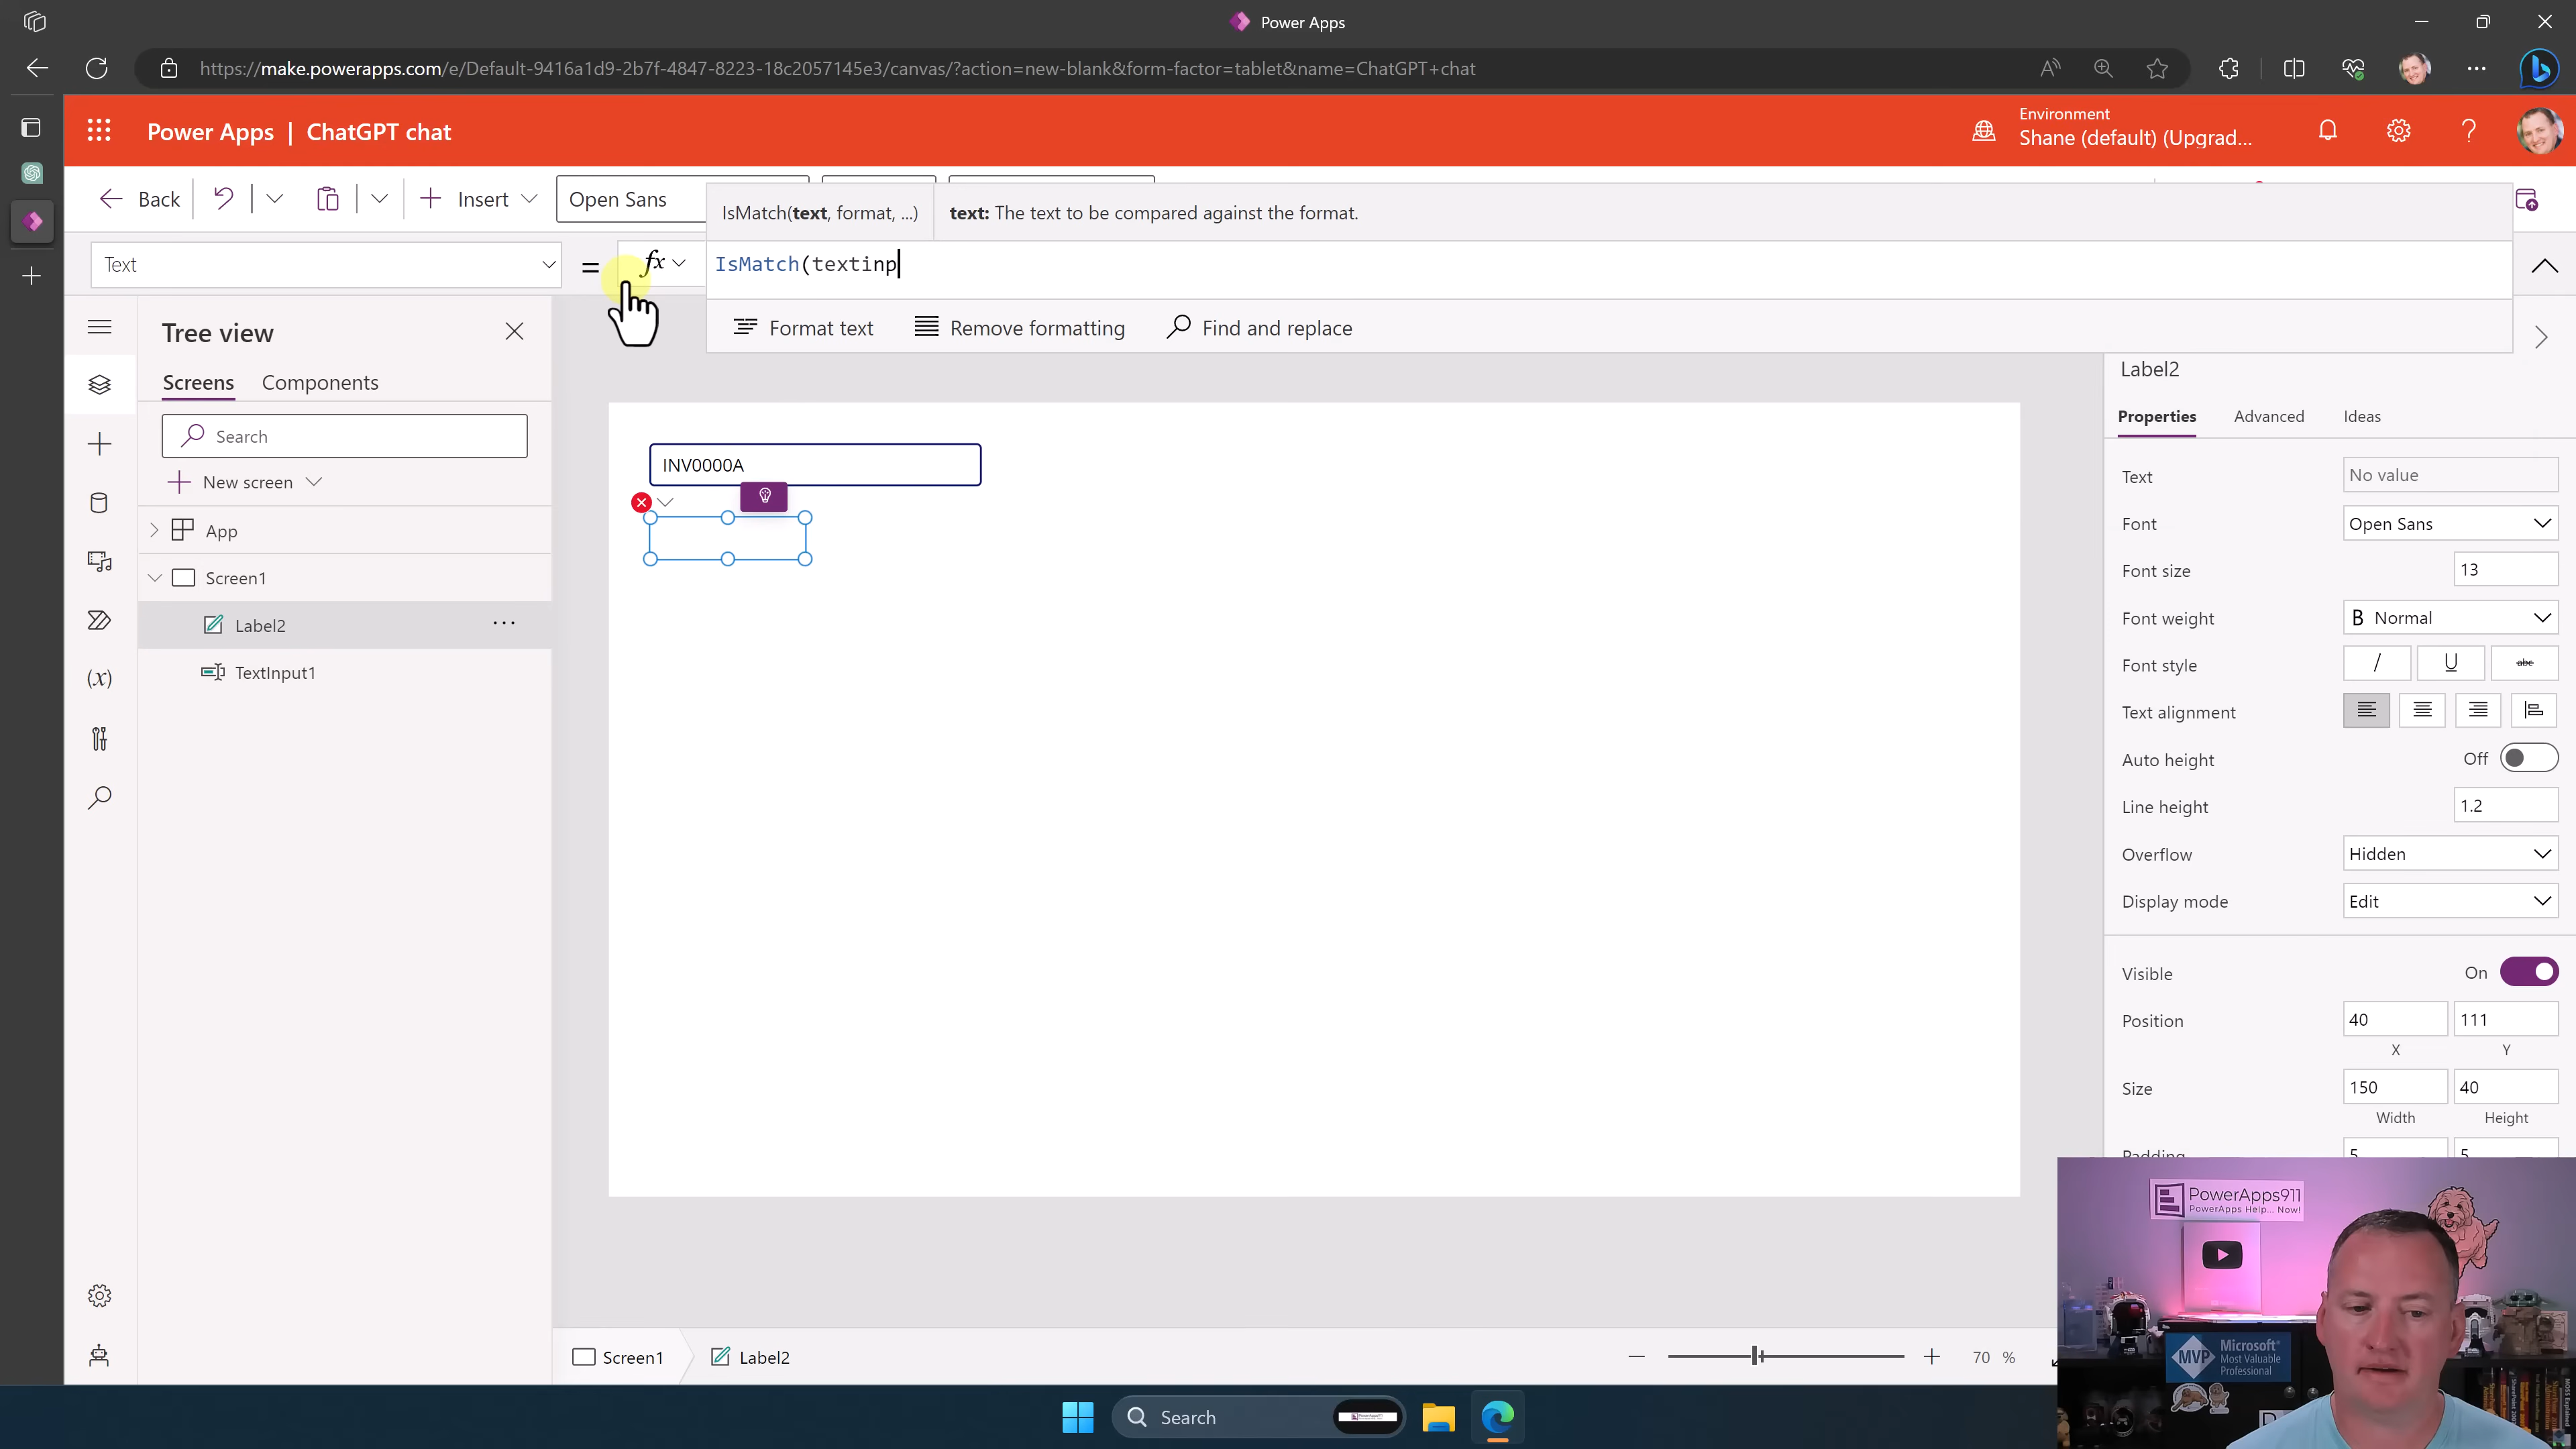 Power Apps
https://make.powerapps.com/e/Default-9416a1d9-2b7f-4847-8223-18c2057145e3/canvas/?action=new-blank&form-factor=tablet&name=ChatGPT+chat
Power Apps | ChatGPT chat
Environment
Shane (default) (Upgrad...
Back
Insert
Open Sans
IsMatch(text, format, ...)
text: The text to be compared against the format.
Text
=
fx
IsMatch(textinp
Format text
Remove formatting
Find and replace
Tree view
Screens
Components
Search
New screen
App
Screen1
Label2
TextInput1
INV0000A
Label2
Properties
Advanced
Ideas
Text
No value
Font
Open Sans
Font size
13
Font weight
B Normal
Font style
/
U
abc
Text alignment
Auto height
Off
Line height
1.2
Overflow
Hidden
Display mode
Edit
Visible
On
Position
40
111
X
Y
Size
150
40
Width
Height
Padding
5
5
PowerApps911
PowerApps Help... Now!
MVP
Microsoft®
Most Valuable
Professional
Screen1
Label2
70 %
Search